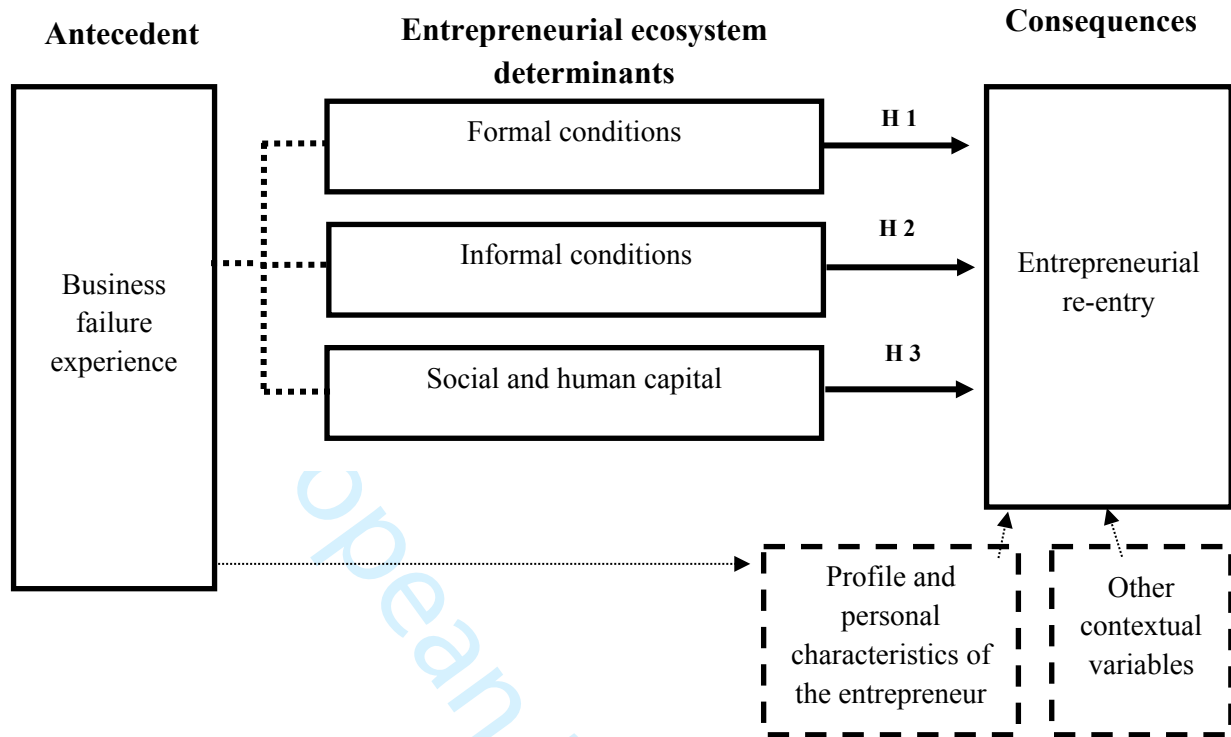 Antecedent
Entrepreneurial ecosystem
determinants
Consequences
Business
failure
experience
Formal conditions
H 1
Informal conditions
H 2
Social and human capital
H 3
Entrepreneurial
re-entry
Profile and
personal
characteristics of
the entrepreneur
Other
contextual
variables
opean